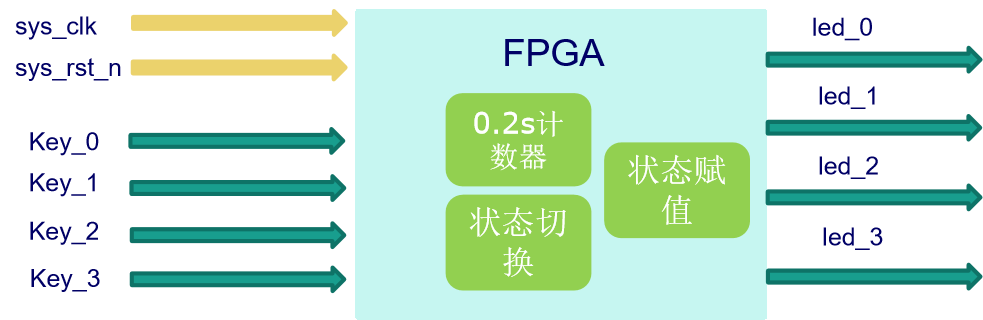 sys_clk
sys_rst_n
Key_0
Key_1
Key_2
Key_3
FPGA
0.2s计
数器
状态切
换
状态赋
值
led_0
led_1
led_2
led_3